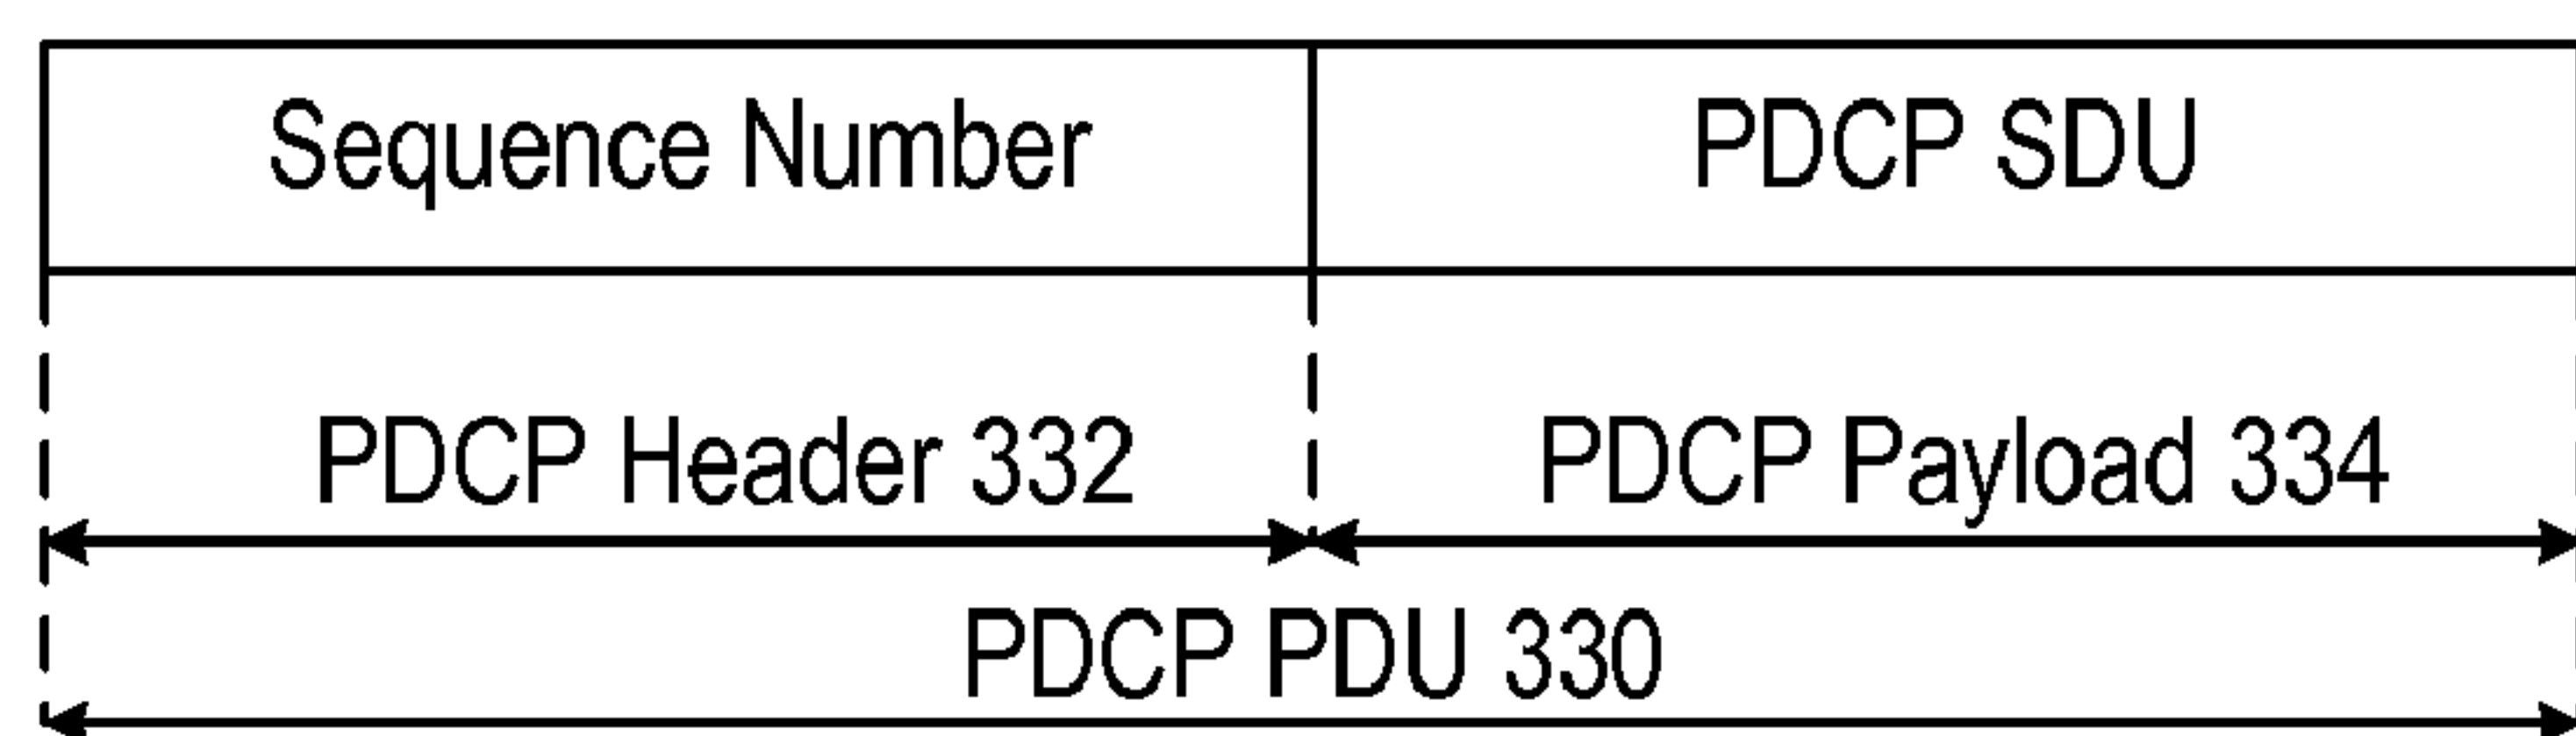 Sequence Number PDCP SDU
PDCP Header 332 PDCP Payload 334
PDCP PDU 330